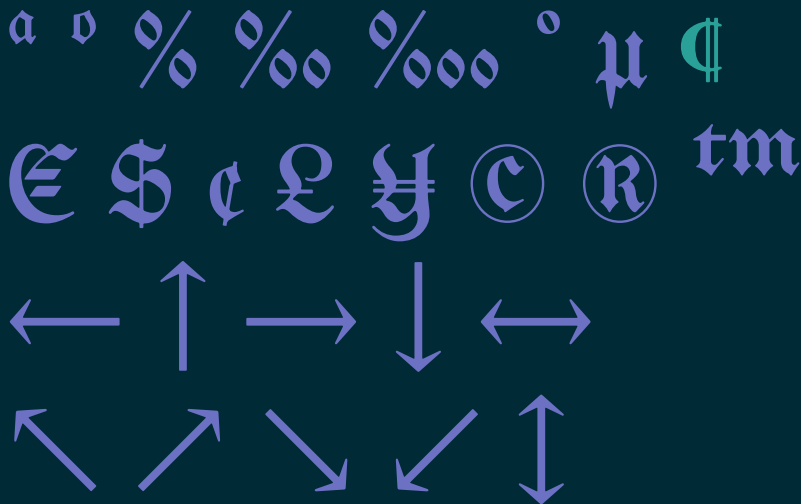 ª º % ‰ ‱ ° µ ¶
€ $ ¢ £ ¥ © ® ™
← ↑ → ↓ ↔
↖ ↗ ↘ ↙ ↕